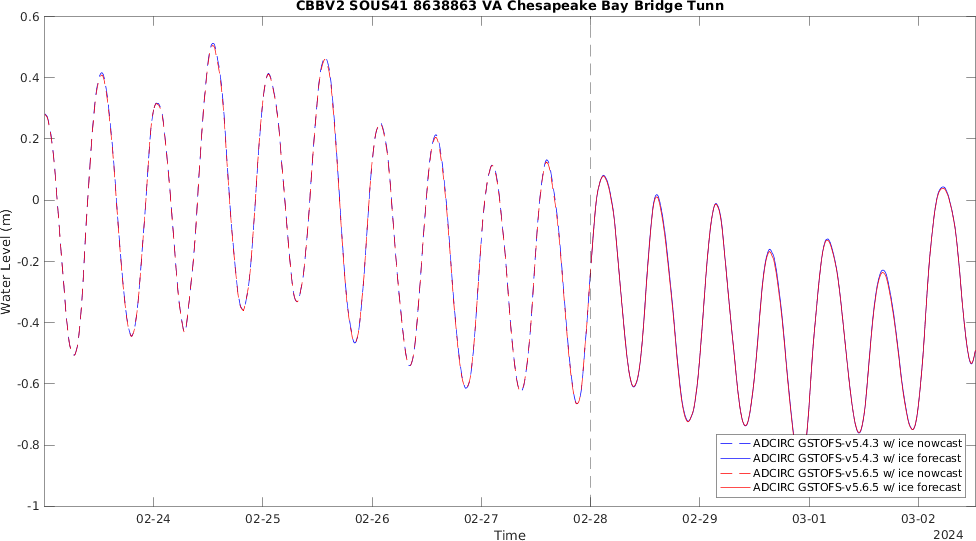 CBBV2 SOUS41 8638863 VA Chesapeake Bay Bridge Tunn
0.6
0.4
0.2
0
-0.2
-0.4
-0.6
-0.8
-1
Water Level (m)
ADCIRC GSTOFS-v5.4.3 w/ ice nowcast
ADCIRC GSTOFS-v5.4.3 w/ ice forecast
ADCIRC GSTOFS-v5.6.5 w/ ice nowcast
ADCIRC GSTOFS-v5.6.5 w/ ice forecast
02-24 02-25 02-26 02-27 02-28 02-29 03-01 03-02
Time
2024